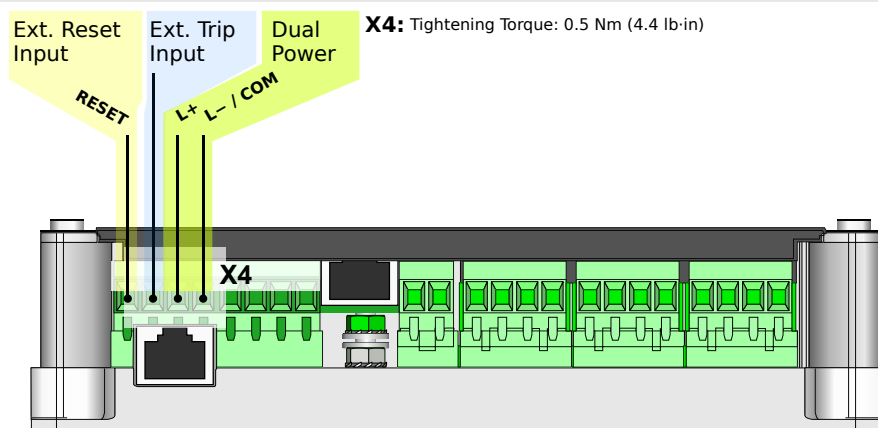 Ext. Reset
Input
Ext. Trip
Input
Dual
Power
X4: Tightening Torque: 0.5 Nm (4.4 lb·in)
RESET
L+
L− / COM
X4